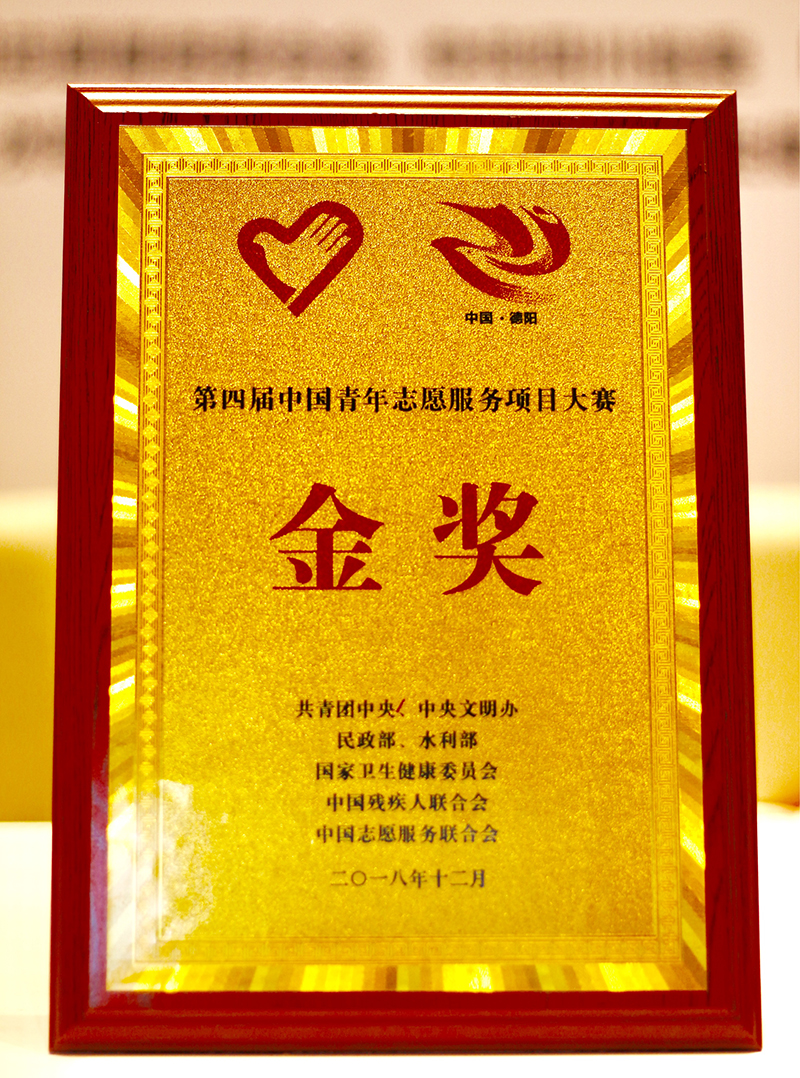 中国·德阳
第四届中国青年志愿服务项目大赛
金奖
共青团中央、中央文明办
民政部、水利部
国家卫生健康委员会
中国残疾人联合会
中国志愿服务联合会
二〇一八年十二月